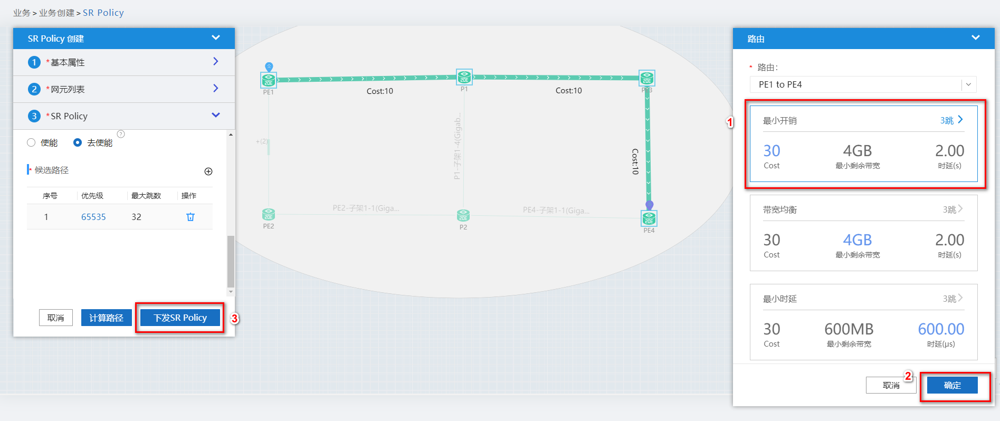 业务 > 业务创建 > SR Policy
SR Policy 创建
1 *基本属性
2 *网元列表
3 *SR Policy
使能 去使能 ?
* 候选路径
序号 优先级 最大跳数 操作
1 65535 32
取消 计算路径 下发SR Policy
3
20E
PE1
Cost:10
20E
P1
Cost:10
20E
PE3
+(2)
P1-子架1-4(Gigab...
Cost:10
PE2-子架1-1(Giga...
PE4-子架1-1(Giga...
20E
PE2
20E
P2
20E
PE4
路由
* 路由:
PE1 to PE4
1
最小开销 3跳
30 4GB 2.00
Cost 最小剩余带宽 时延(s)
带宽均衡 3跳
30 4GB 2.00
Cost 最小剩余带宽 时延(s)
最小时延 3跳
30 600MB 600.00
Cost 最小剩余带宽 时延(μs)
2
取消 确定